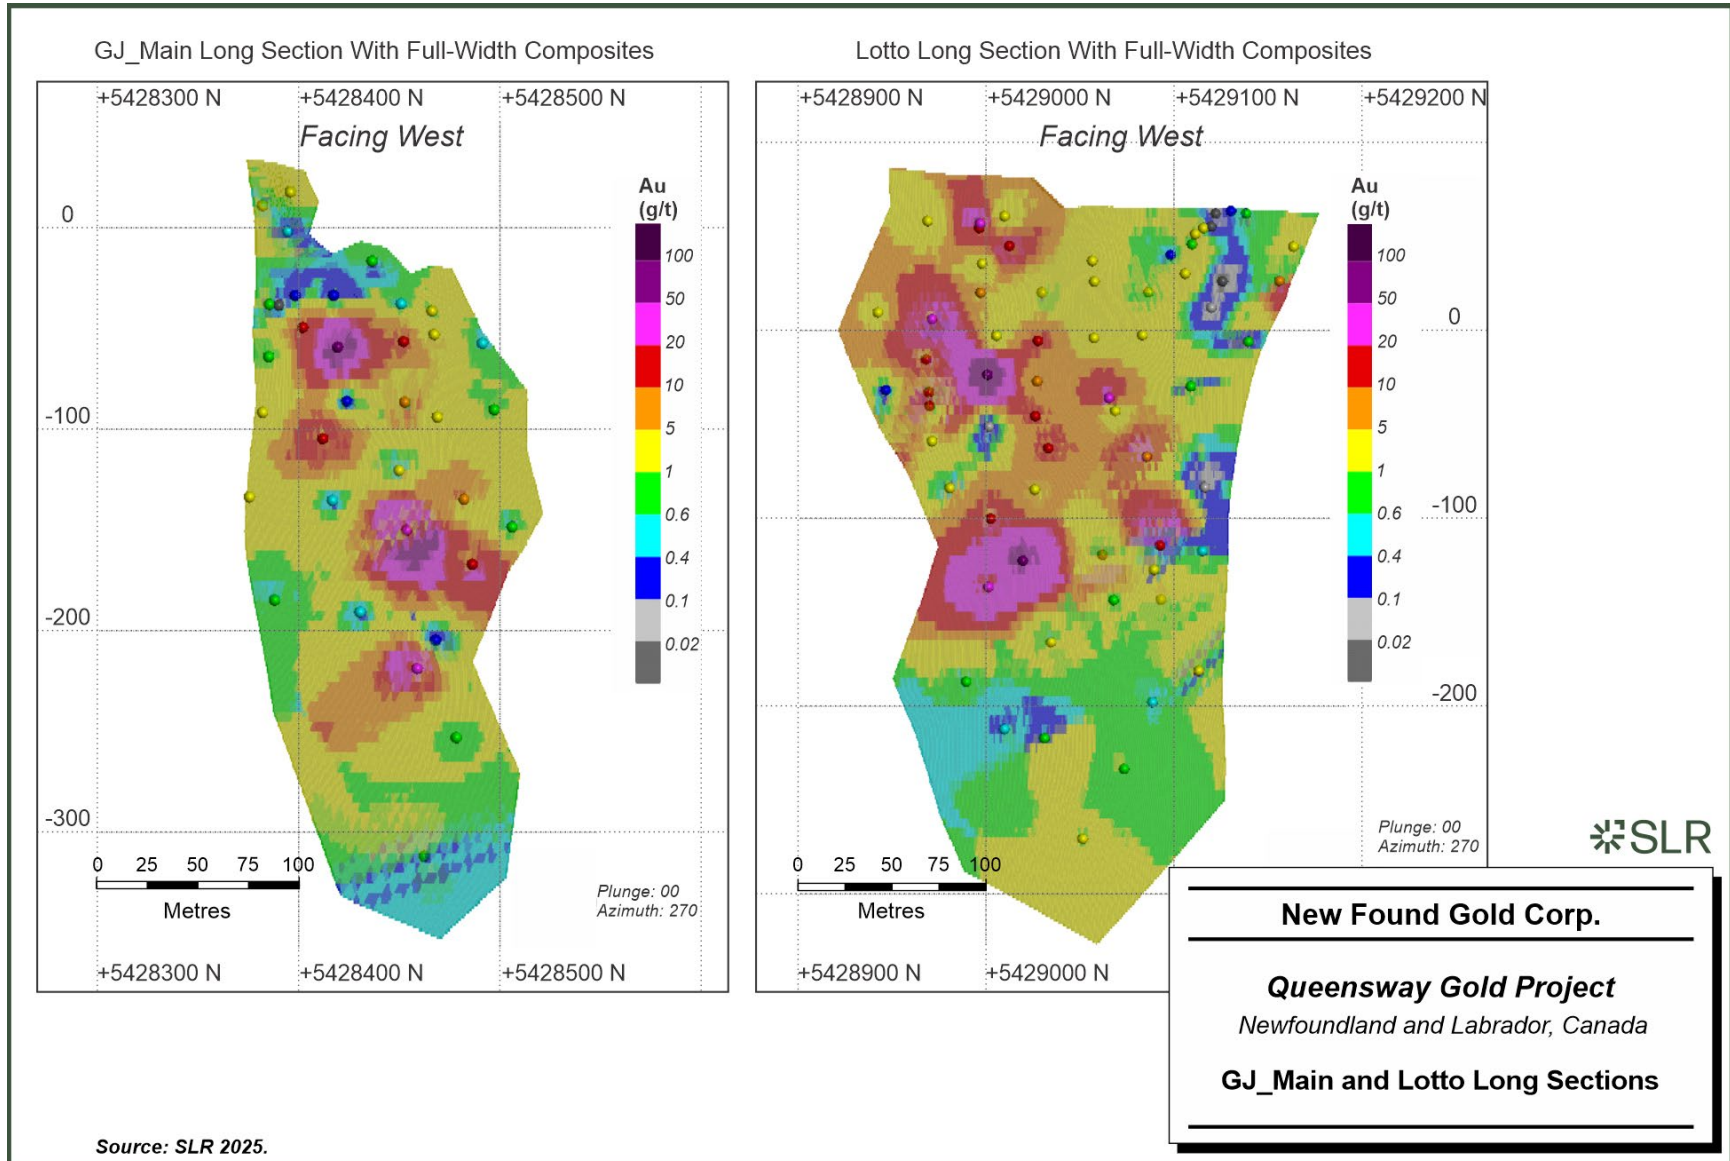 GJ_Main Long Section With Full-Width Composites
+5428300 N
+5428400 N
+5428500 N
Facing West
Au
(g/t)
100
50
20
10
5
1
0.6
0.4
0.1
0.02
0
-100
-200
-300
0
25
50
75
100
Metres
Plunge: 00
Azimuth: 270
+5428300 N
+5428400 N
+5428500 N
Lotto Long Section With Full-Width Composites
+5428900 N
+5429000 N
+5429100 N
+5429200 N
Facing West
Au
(g/t)
100
50
20
10
5
1
0.6
0.4
0.1
0.02
0
-100
-200
0
25
50
75
100
Metres
Plunge: 00
Azimuth: 270
+5428900 N
+5429000 N
SLR
New Found Gold Corp.
Queensway Gold Project
Newfoundland and Labrador, Canada
GJ_Main and Lotto Long Sections
Source: SLR 2025.